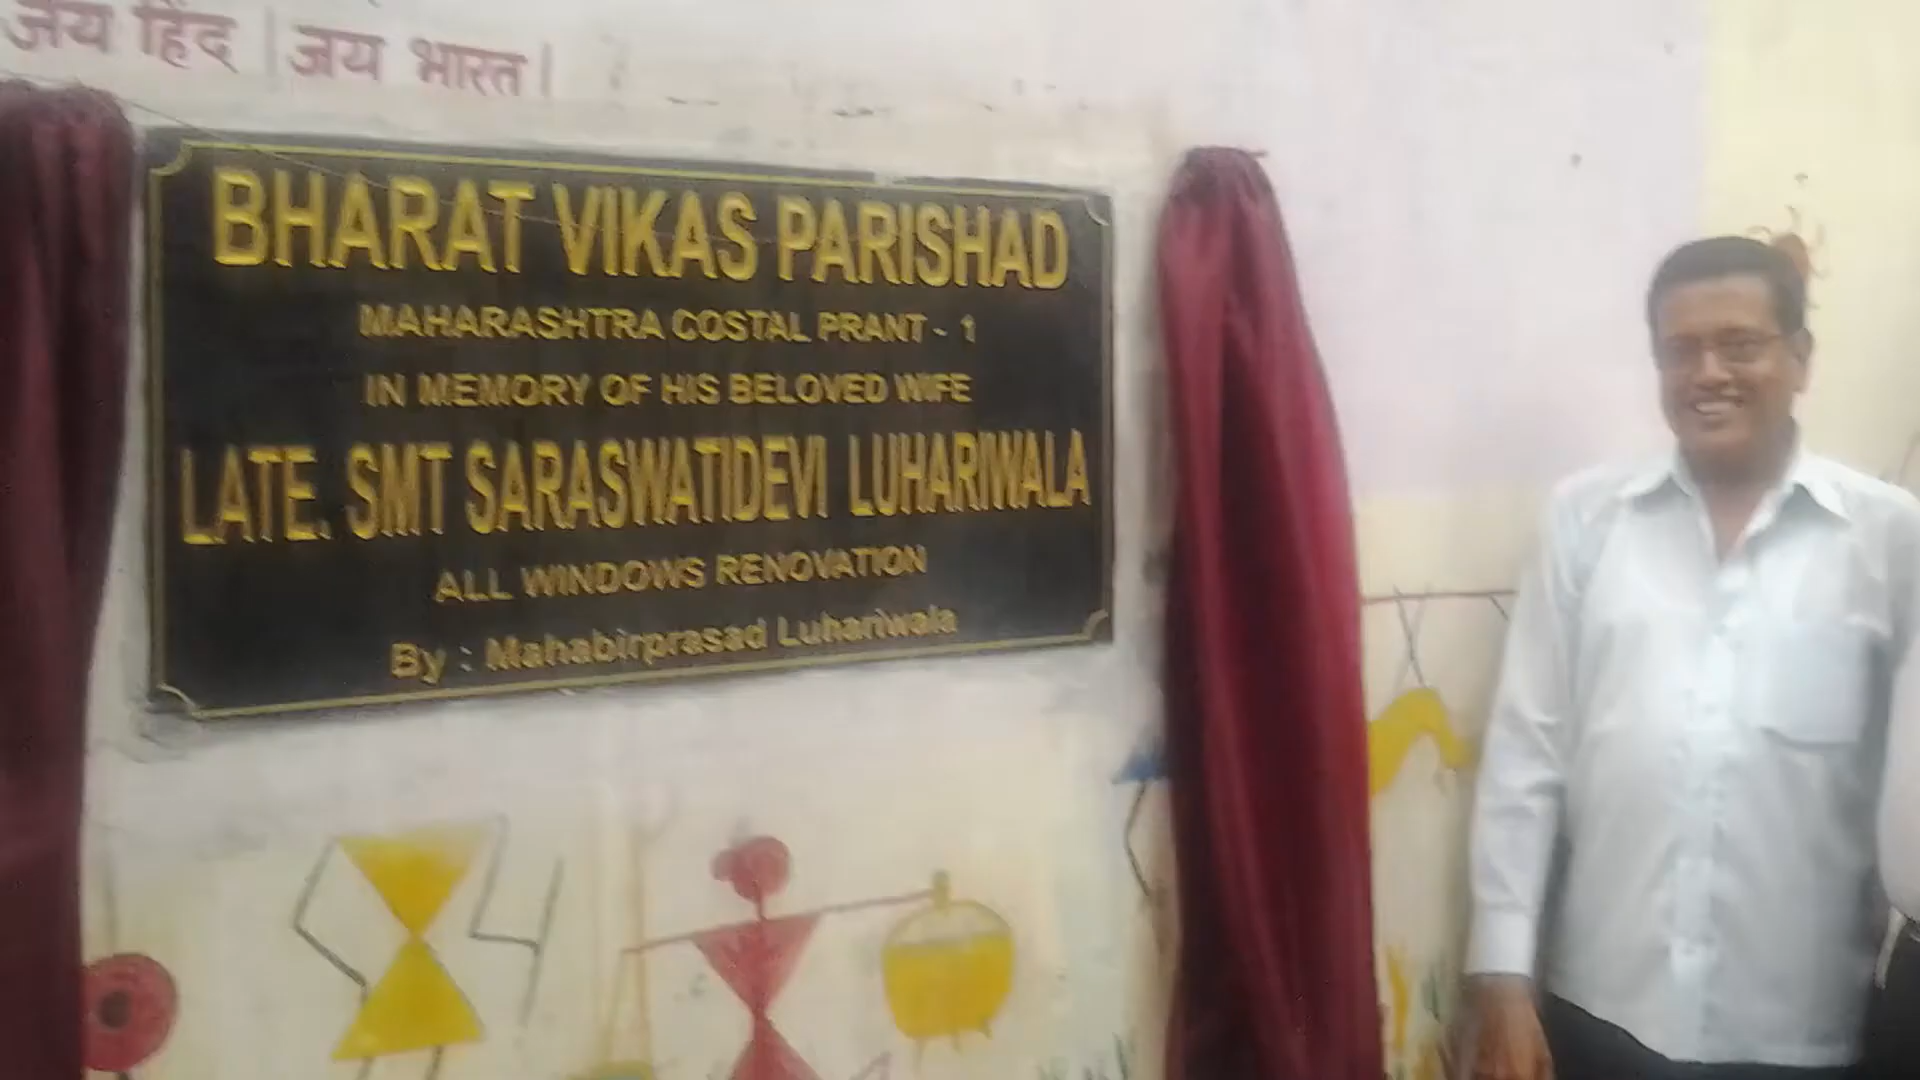 जय हिंद | जय भारत |
BHARAT VIKAS PARISHAD
MAHARASHTRA COSTAL PRANT - 1
IN MEMORY OF HIS BELOVED WIFE
LATE. SMT SARASWATIDEVI LUHARIWALA
ALL WINDOWS RENOVATION
By : Mahabirprasad Luhariwala